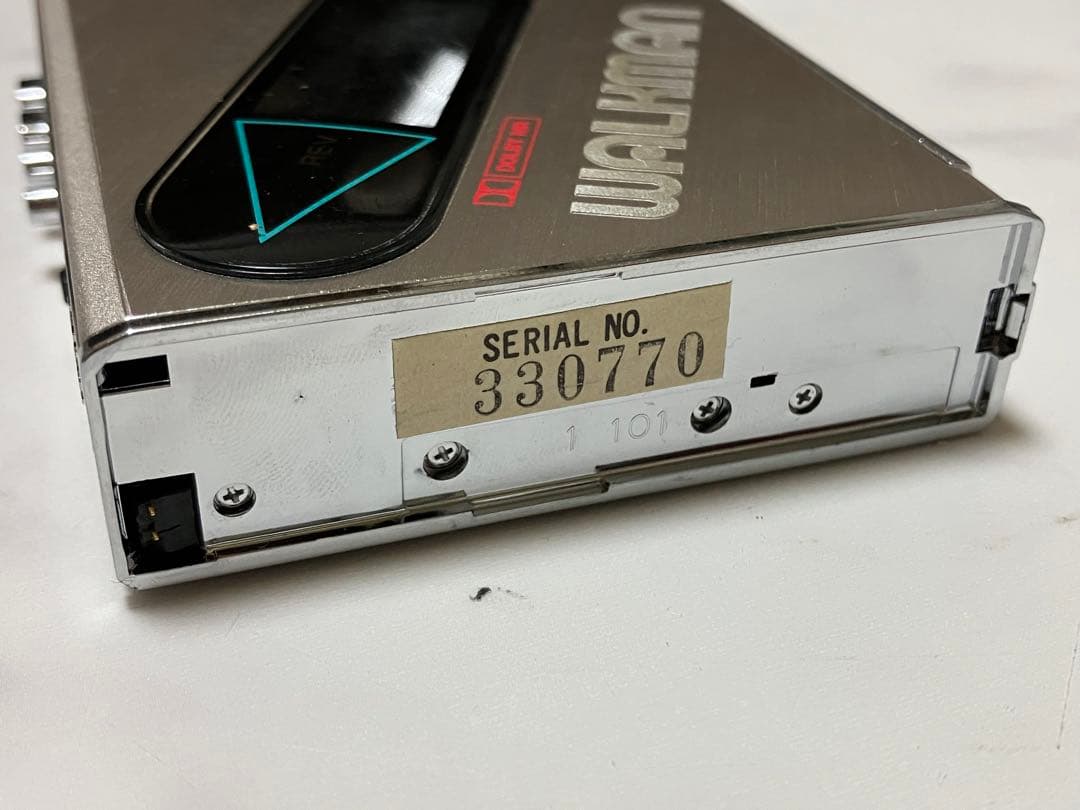 REV
DOLBY NR
WALKMAN
SERIAL NO.
330770
1 101